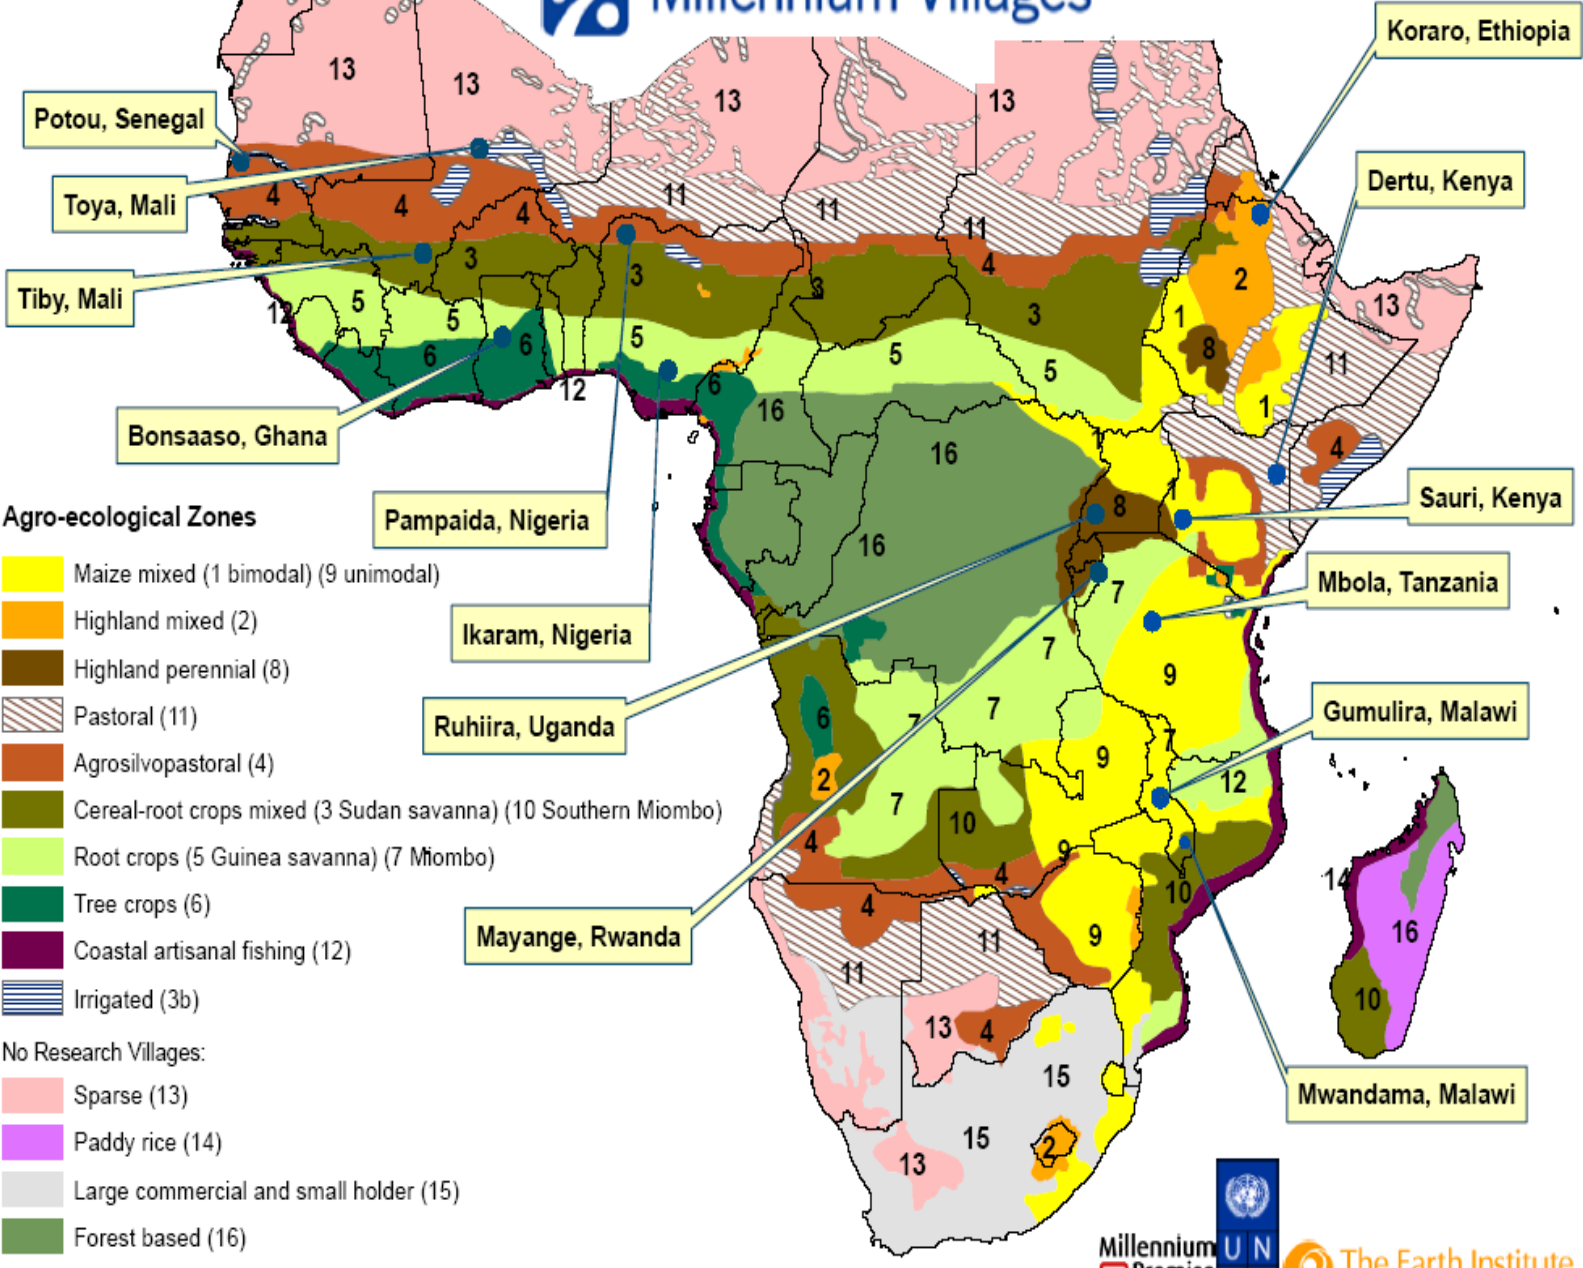 Millennium Villages
Koraro, Ethiopia
Potou, Senegal
Dertu, Kenya
Toya, Mali
Tiby, Mali
Bonsaaso, Ghana
Sauri, Kenya
Pampaida, Nigeria
Mbola, Tanzania
Ikaram, Nigeria
Ruhiira, Uganda
Gumulira, Malawi
Mayange, Rwanda
Mwandama, Malawi
13
13
13
13
11
11
11
4
4
4
4
3
3
3
3
2
1
8
13
11
1
12
5
5
5
5
5
6
6
6
12
16
16
16
1
1
4
8
7
7
7
7
7
7
9
9
9
9
12
6
2
4
10
4
4
10
11
11
13
4
15
15
13
2
14
16
10
Agro-ecological Zones
Maize mixed (1 bimodal) (9 unimodal)
Highland mixed (2)
Highland perennial (8)
Pastoral (11)
Agrosilvopastoral (4)
Cereal-root crops mixed (3 Sudan savanna) (10 Southern Miombo)
Root crops (5 Guinea savanna) (7 Miombo)
Tree crops (6)
Coastal artisanal fishing (12)
Irrigated (3b)
No Research Villages:
Sparse (13)
Paddy rice (14)
Large commercial and small holder (15)
Forest based (16)
Millennium
Promise
UN
The Earth Institute